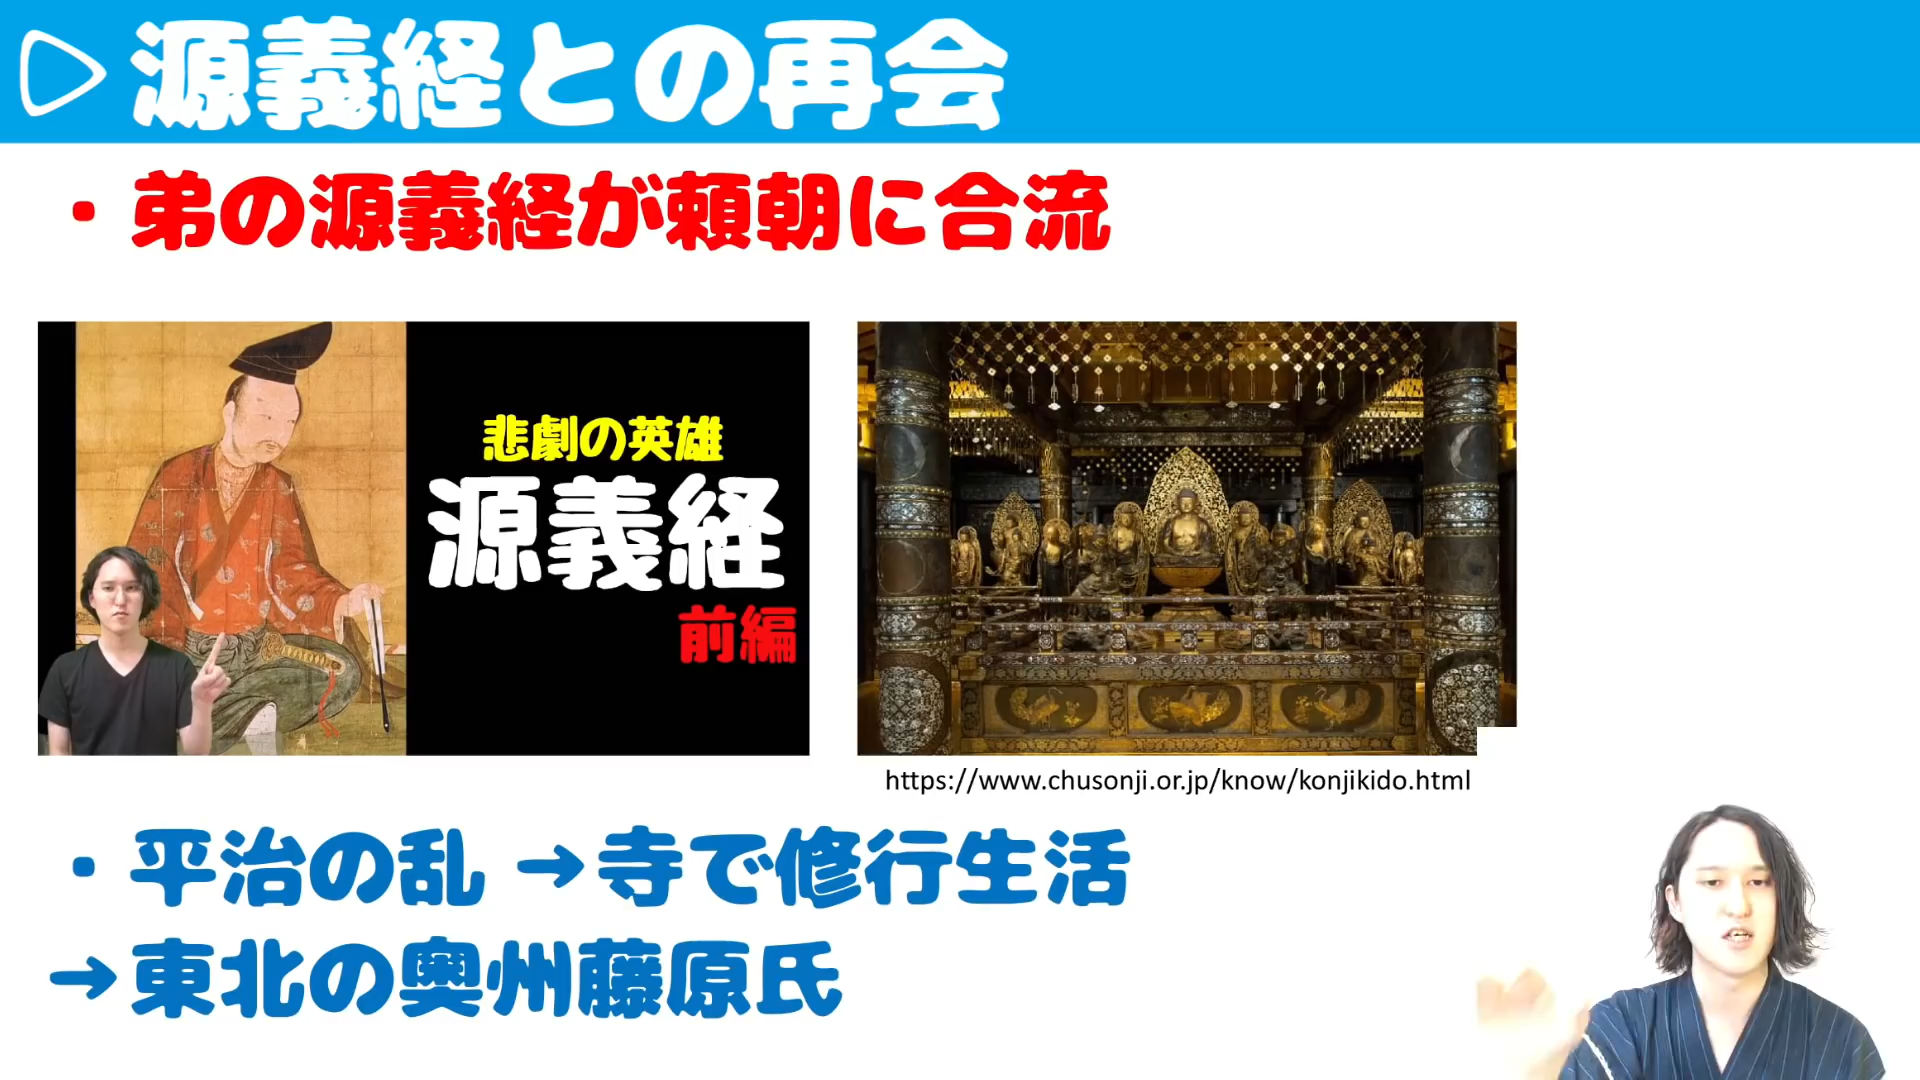 源義経との再会
・弟の源義経が頼朝に合流
悲劇の英雄
源義経
前編
https://www.chusonji.or.jp/know/konjikido.html
・平治の乱 →寺で修行生活
→東北の奥州藤原氏